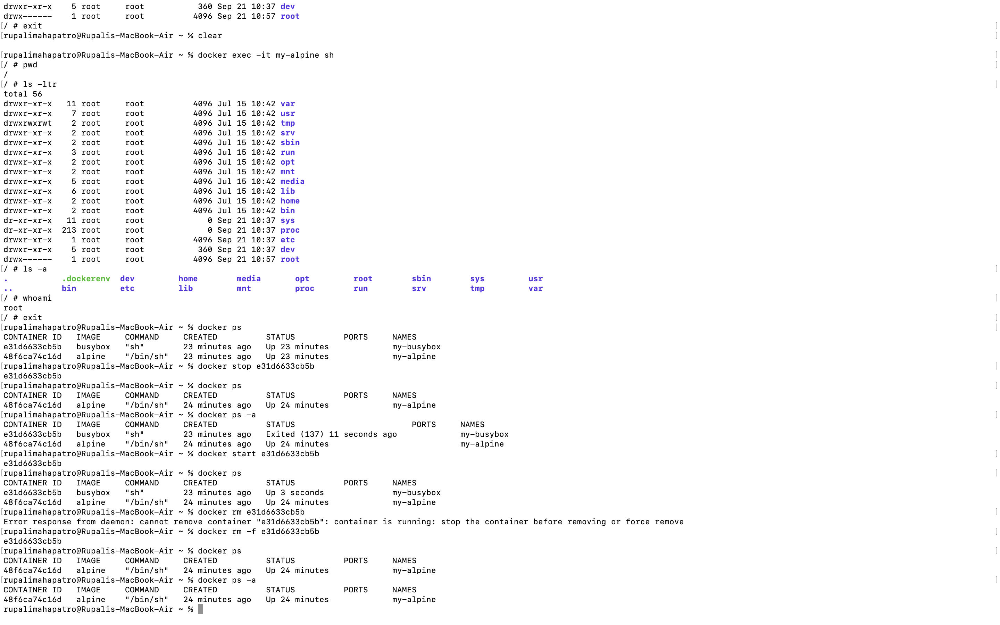 drwxr-xr-x    5 root     root           360 Sep 21 10:37 dev
drwx------    1 root     root          4096 Sep 21 10:57 root
[/ # exit ]
[rupalimahapatro@Rupalis-MacBook-Air ~ % clear ]
[rupalimahapatro@Rupalis-MacBook-Air ~ % docker exec -it my-alpine sh ]
[/ # pwd ]
/
[/ # ls -ltr ]
total 56
drwxr-xr-x   11 root     root          4096 Jul 15 10:42 var
drwxr-xr-x    7 root     root          4096 Jul 15 10:42 usr
drwxrwxrwt    2 root     root          4096 Jul 15 10:42 tmp
drwxr-xr-x    2 root     root          4096 Jul 15 10:42 srv
drwxr-xr-x    2 root     root          4096 Jul 15 10:42 sbin
drwxr-xr-x    3 root     root          4096 Jul 15 10:42 run
drwxr-xr-x    2 root     root          4096 Jul 15 10:42 opt
drwxr-xr-x    2 root     root          4096 Jul 15 10:42 mnt
drwxr-xr-x    5 root     root          4096 Jul 15 10:42 media
drwxr-xr-x    6 root     root          4096 Jul 15 10:42 lib
drwxr-xr-x    2 root     root          4096 Jul 15 10:42 home
drwxr-xr-x    2 root     root          4096 Jul 15 10:42 bin
dr-xr-xr-x   11 root     root             0 Sep 21 10:37 sys
dr-xr-xr-x  213 root     root             0 Sep 21 10:37 proc
drwxr-xr-x    1 root     root          4096 Sep 21 10:37 etc
drwxr-xr-x    5 root     root           360 Sep 21 10:37 dev
drwx------    1 root     root          4096 Sep 21 10:57 root
[/ # ls -a ]
.           .dockerenv  dev         home        media       opt         root        sbin        sys         usr
..          bin         etc         lib         mnt         proc        run         srv         tmp         var
[/ # whoami ]
root
[/ # exit ]
[rupalimahapatro@Rupalis-MacBook-Air ~ % docker ps ]
CONTAINER ID   IMAGE     COMMAND     CREATED          STATUS          PORTS     NAMES
e31d6633cb5b   busybox   "sh"        23 minutes ago   Up 23 minutes             my-busybox
48f6ca74c16d   alpine    "/bin/sh"   23 minutes ago   Up 23 minutes             my-alpine
[rupalimahapatro@Rupalis-MacBook-Air ~ % docker stop e31d6633cb5b ]
e31d6633cb5b
[rupalimahapatro@Rupalis-MacBook-Air ~ % docker ps ]
CONTAINER ID   IMAGE     COMMAND     CREATED          STATUS          PORTS     NAMES
48f6ca74c16d   alpine    "/bin/sh"   24 minutes ago   Up 24 minutes             my-alpine
[rupalimahapatro@Rupalis-MacBook-Air ~ % docker ps -a ]
CONTAINER ID   IMAGE     COMMAND     CREATED          STATUS                        PORTS     NAMES
e31d6633cb5b   busybox   "sh"        23 minutes ago   Exited (137) 11 seconds ago             my-busybox
48f6ca74c16d   alpine    "/bin/sh"   24 minutes ago   Up 24 minutes                           my-alpine
[rupalimahapatro@Rupalis-MacBook-Air ~ % docker start e31d6633cb5b ]
e31d6633cb5b
[rupalimahapatro@Rupalis-MacBook-Air ~ % docker ps ]
CONTAINER ID   IMAGE     COMMAND     CREATED          STATUS          PORTS     NAMES
e31d6633cb5b   busybox   "sh"        23 minutes ago   Up 3 seconds              my-busybox
48f6ca74c16d   alpine    "/bin/sh"   24 minutes ago   Up 24 minutes             my-alpine
[rupalimahapatro@Rupalis-MacBook-Air ~ % docker rm e31d6633cb5b ]
Error response from daemon: cannot remove container "e31d6633cb5b": container is running: stop the container before removing or force remove
[rupalimahapatro@Rupalis-MacBook-Air ~ % docker rm -f e31d6633cb5b ]
e31d6633cb5b
[rupalimahapatro@Rupalis-MacBook-Air ~ % docker ps ]
CONTAINER ID   IMAGE     COMMAND     CREATED          STATUS          PORTS     NAMES
48f6ca74c16d   alpine    "/bin/sh"   24 minutes ago   Up 24 minutes             my-alpine
[rupalimahapatro@Rupalis-MacBook-Air ~ % docker ps -a ]
CONTAINER ID   IMAGE     COMMAND     CREATED          STATUS          PORTS     NAMES
48f6ca74c16d   alpine    "/bin/sh"   24 minutes ago   Up 24 minutes             my-alpine
rupalimahapatro@Rupalis-MacBook-Air ~ %